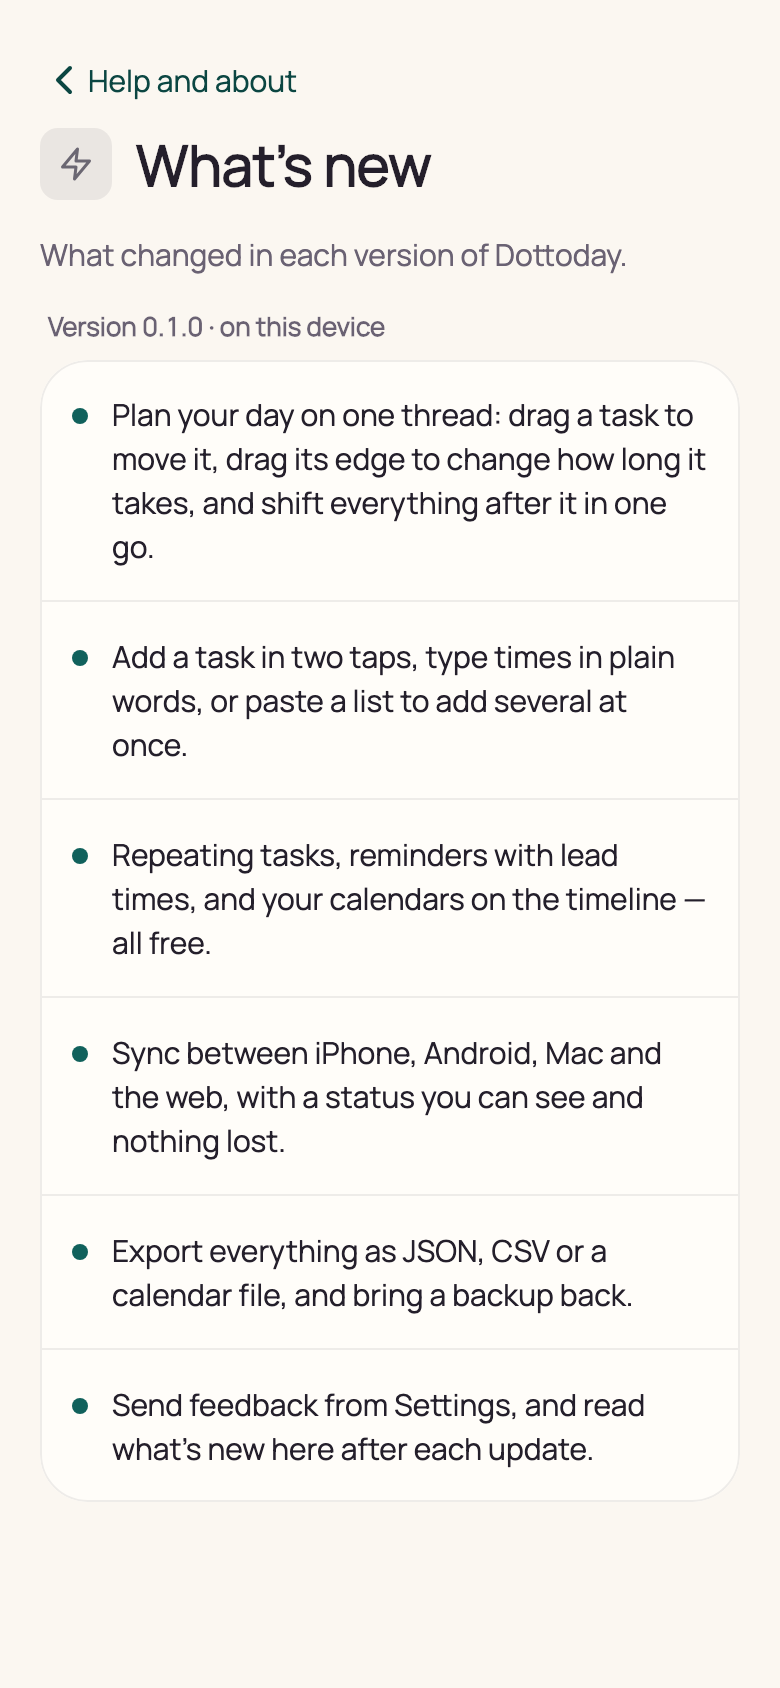 Help and about
What's new
What changed in each version of Dottoday.
Version 0.1.0 · on this device
Plan your day on one thread: drag a task to
move it, drag its edge to change how long it
takes, and shift everything after it in one
go.
Add a task in two taps, type times in plain
words, or paste a list to add several at
once.
Repeating tasks, reminders with lead
times, and your calendars on the timeline —
all free.
Sync between iPhone, Android, Mac and
the web, with a status you can see and
nothing lost.
Export everything as JSON, CSV or a
calendar file, and bring a backup back.
Send feedback from Settings, and read
what's new here after each update.